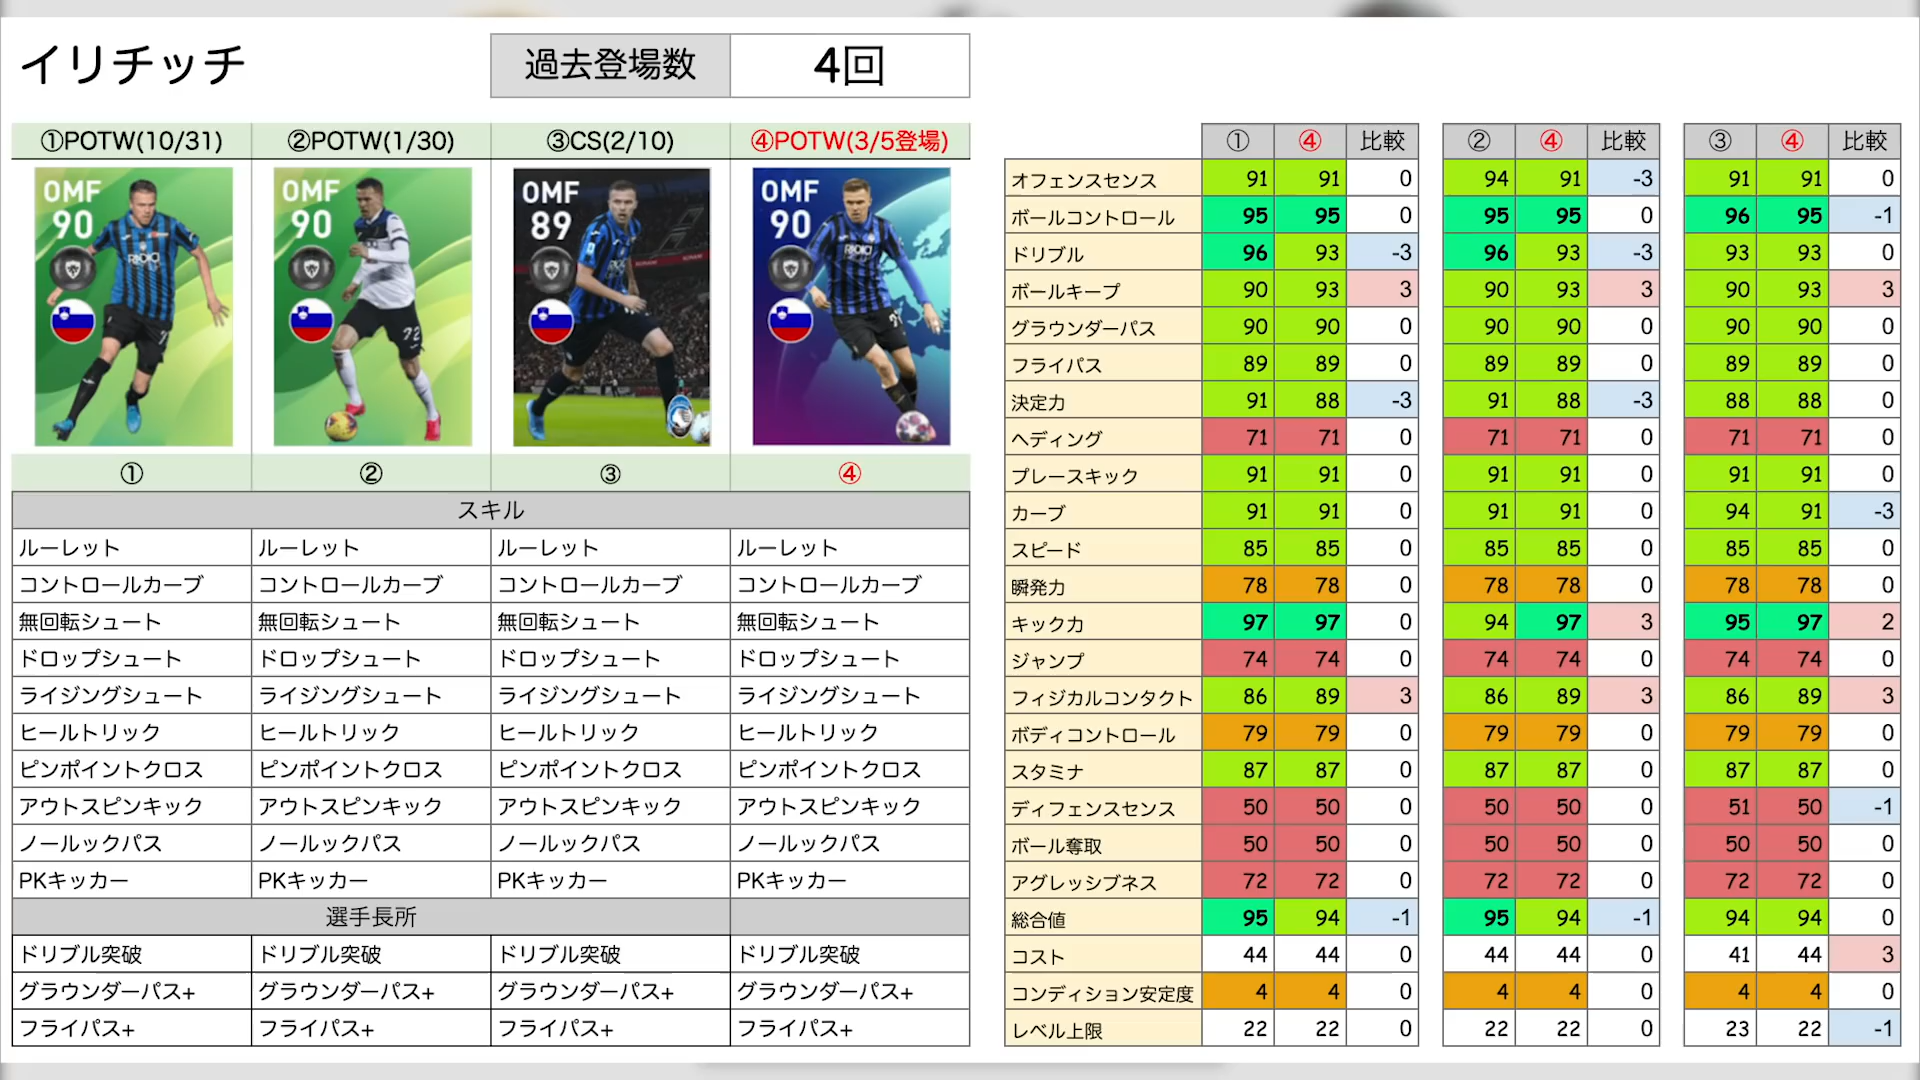 イリチッチ 過去登場数 4回
①POTW(10/31) ②POTW(1/30) ③CS(2/10) ④POTW(3/5登場)
OMF 90 OMF 90 OMF 89 OMF 90
① ② ③ ④
スキル
ルーレット ルーレット ルーレット ルーレット
コントロールカーブ コントロールカーブ コントロールカーブ コントロールカーブ
無回転シュート 無回転シュート 無回転シュート 無回転シュート
ドロップシュート ドロップシュート ドロップシュート ドロップシュート
ライジングシュート ライジングシュート ライジングシュート ライジングシュート
ヒールトリック ヒールトリック ヒールトリック ヒールトリック
ピンポイントクロス ピンポイントクロス ピンポイントクロス ピンポイントクロス
アウトスピンキック アウトスピンキック アウトスピンキック アウトスピンキック
ノールックパス ノールックパス ノールックパス ノールックパス
PKキッカー PKキッカー PKキッカー PKキッカー
選手長所
ドリブル突破 ドリブル突破 ドリブル突破 ドリブル突破
グラウンダーパス+ グラウンダーパス+ グラウンダーパス+ グラウンダーパス+
フライパス+ フライパス+ フライパス+ フライパス+
① ④ 比較 ② ④ 比較 ③ ④ 比較
オフェンスセンス 91 91 0 94 91 -3 91 91 0
ボールコントロール 95 95 0 95 95 0 96 95 -1
ドリブル 96 93 -3 96 93 -3 93 93 0
ボールキープ 90 93 3 90 93 3 90 93 3
グラウンダーパス 90 90 0 90 90 0 90 90 0
フライパス 89 89 0 89 89 0 89 89 0
決定力 91 88 -3 91 88 -3 88 88 0
ヘディング 71 71 0 71 71 0 71 71 0
プレースキック 91 91 0 91 91 0 91 91 0
カーブ 91 91 0 91 91 0 94 91 -3
スピード 85 85 0 85 85 0 85 85 0
瞬発力 78 78 0 78 78 0 78 78 0
キック力 97 97 0 94 97 3 95 97 2
ジャンプ 74 74 0 74 74 0 74 74 0
フィジカルコンタクト 86 89 3 86 89 3 86 89 3
ボディコントロール 79 79 0 79 79 0 79 79 0
スタミナ 87 87 0 87 87 0 87 87 0
ディフェンスセンス 50 50 0 50 50 0 51 50 -1
ボール奪取 50 50 0 50 50 0 50 50 0
アグレッシブネス 72 72 0 72 72 0 72 72 0
総合値 95 94 -1 95 94 -1 94 94 0
コスト 44 44 0 44 44 0 41 44 3
コンディション安定度 4 4 0 4 4 0 4 4 0
レベル上限 22 22 0 22 22 0 23 22 -1